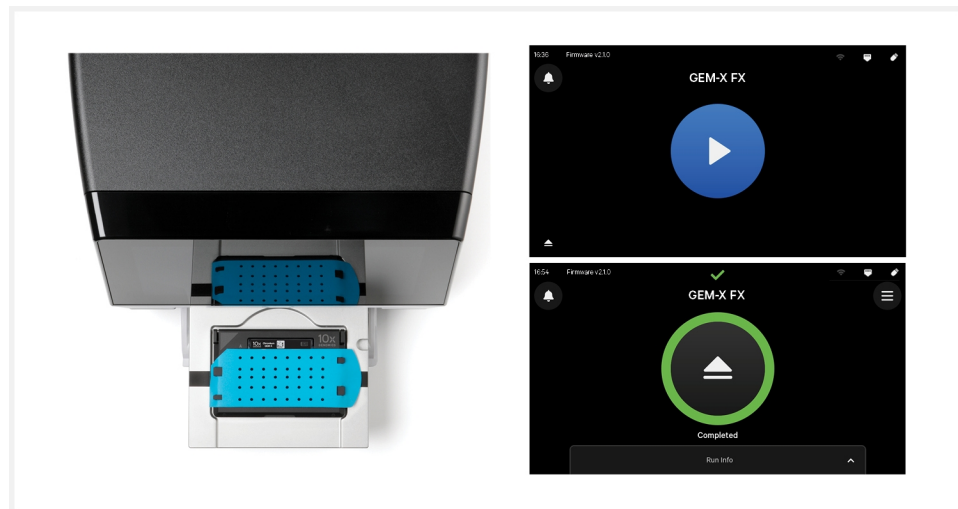 10x
10x
16:36 Firmware v2.1.0
GEM-X FX
16:54 Firmware v2.1.0
GEM-X FX
Completed
Run Info